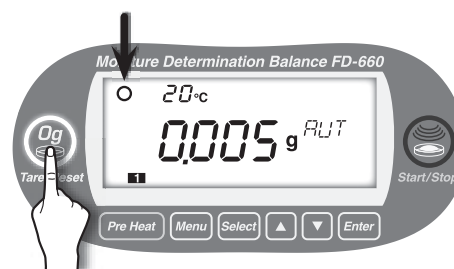 Moisture Determination Balance FD-660
20°C
0.005 g AUT
1
0g
Tare Reset
Start/Stop
Pre Heat Menu Select Enter